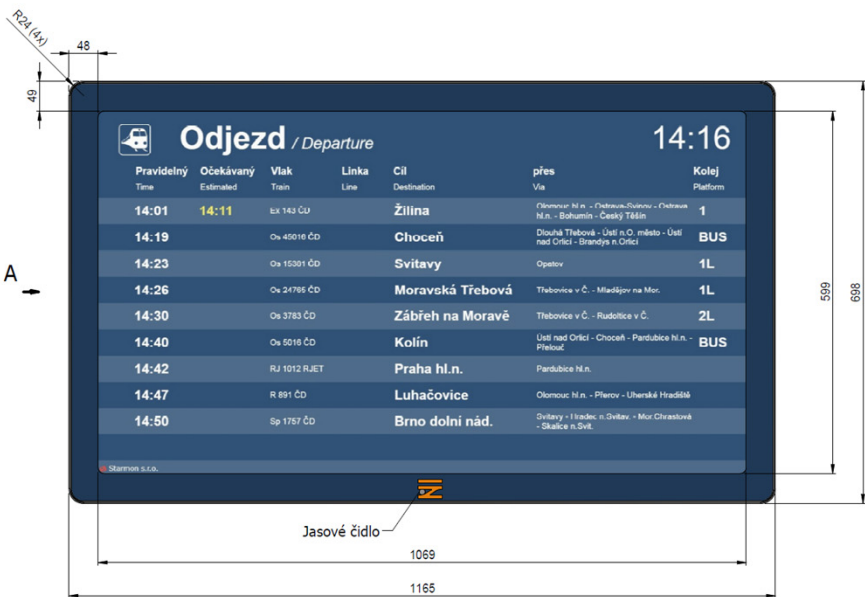 R24 (4x)
48
49
Odjezd / Departure 14:16
Pravidelný Očekávaný Vlak Linka Cíl přes Kolej
Time Estimated Train Line Destination Via Platform
14:01 14:11 Ex 143 ČD Žilina Olomouc hl.n. - Ostrava-Svinov - Ostrava
hl.n. - Bohumín - Český Těšín 1
14:19 Os 45016 ČD Choceň Dlouhá Třebová - Ústí n.O. město - Ústí
nad Orlicí - Brandýs n.Orlicí BUS
14:23 Os 15301 ČD Svitavy Opatov 1L
14:26 Os 24765 ČD Moravská Třebová Třebovice v Č. - Mladějov na Mor. 1L
14:30 Os 3783 ČD Zábřeh na Moravě Třebovice v Č. - Rudoltice v Č. 2L
14:40 Os 5016 ČD Kolín Ústí nad Orlicí - Choceň - Pardubice hl.n. -
Přelouč BUS
14:42 RJ 1012 RJET Praha hl.n. Pardubice hl.n.
14:47 R 891 ČD Luhačovice Olomouc hl.n. - Přerov - Uherské Hradiště
14:50 Sp 1757 ČD Brno dolní nád. Svitavy - Hradec n.Svitav. - Mor.Chrastová
- Skalice n.Svit.
Starmon s.r.o.
A
599
698
Jasové čidlo
1069
1165